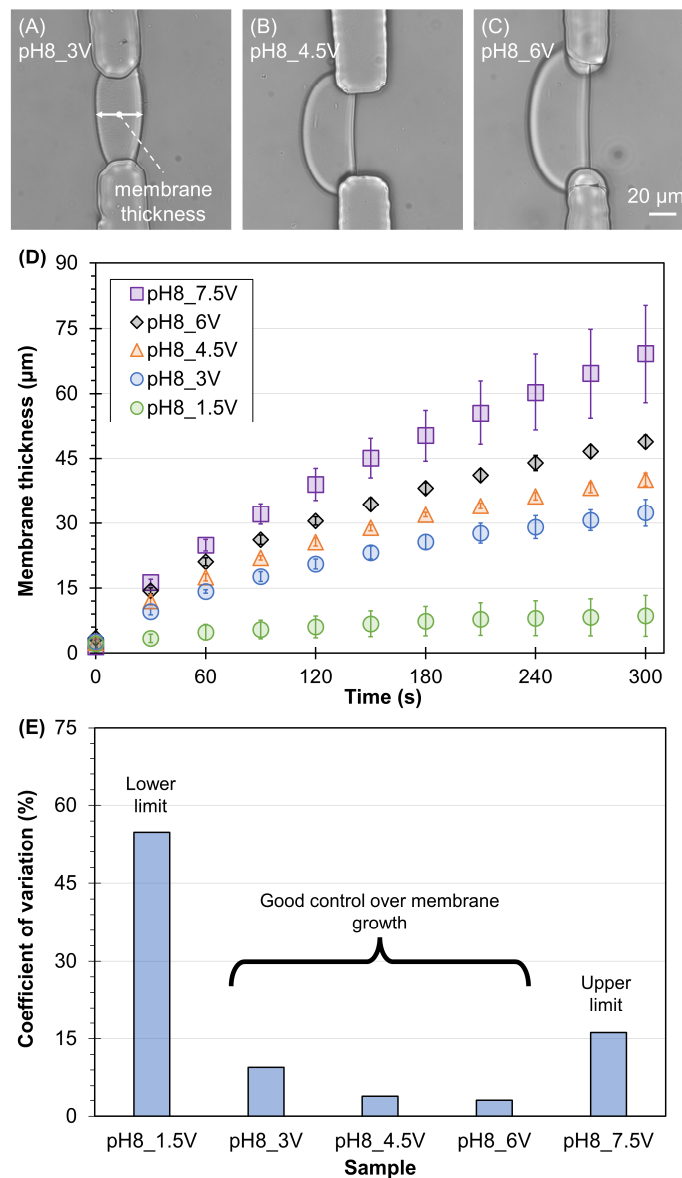 (A)
pH8_3V
membrane
thickness
(B)
pH8_4.5V
(C)
pH8_6V
20 µm
(D)
90
75
60
45
30
15
0
Membrane thickness (µm)
pH8_7.5V
pH8_6V
pH8_4.5V
pH8_3V
pH8_1.5V
0
60
120
180
240
300
Time (s)
(E)
75
60
45
30
15
0
Coefficient of variation (%)
Lower
limit
Good control over membrane
growth
Upper
limit
pH8_1.5V
pH8_3V
pH8_4.5V
pH8_6V
pH8_7.5V
Sample